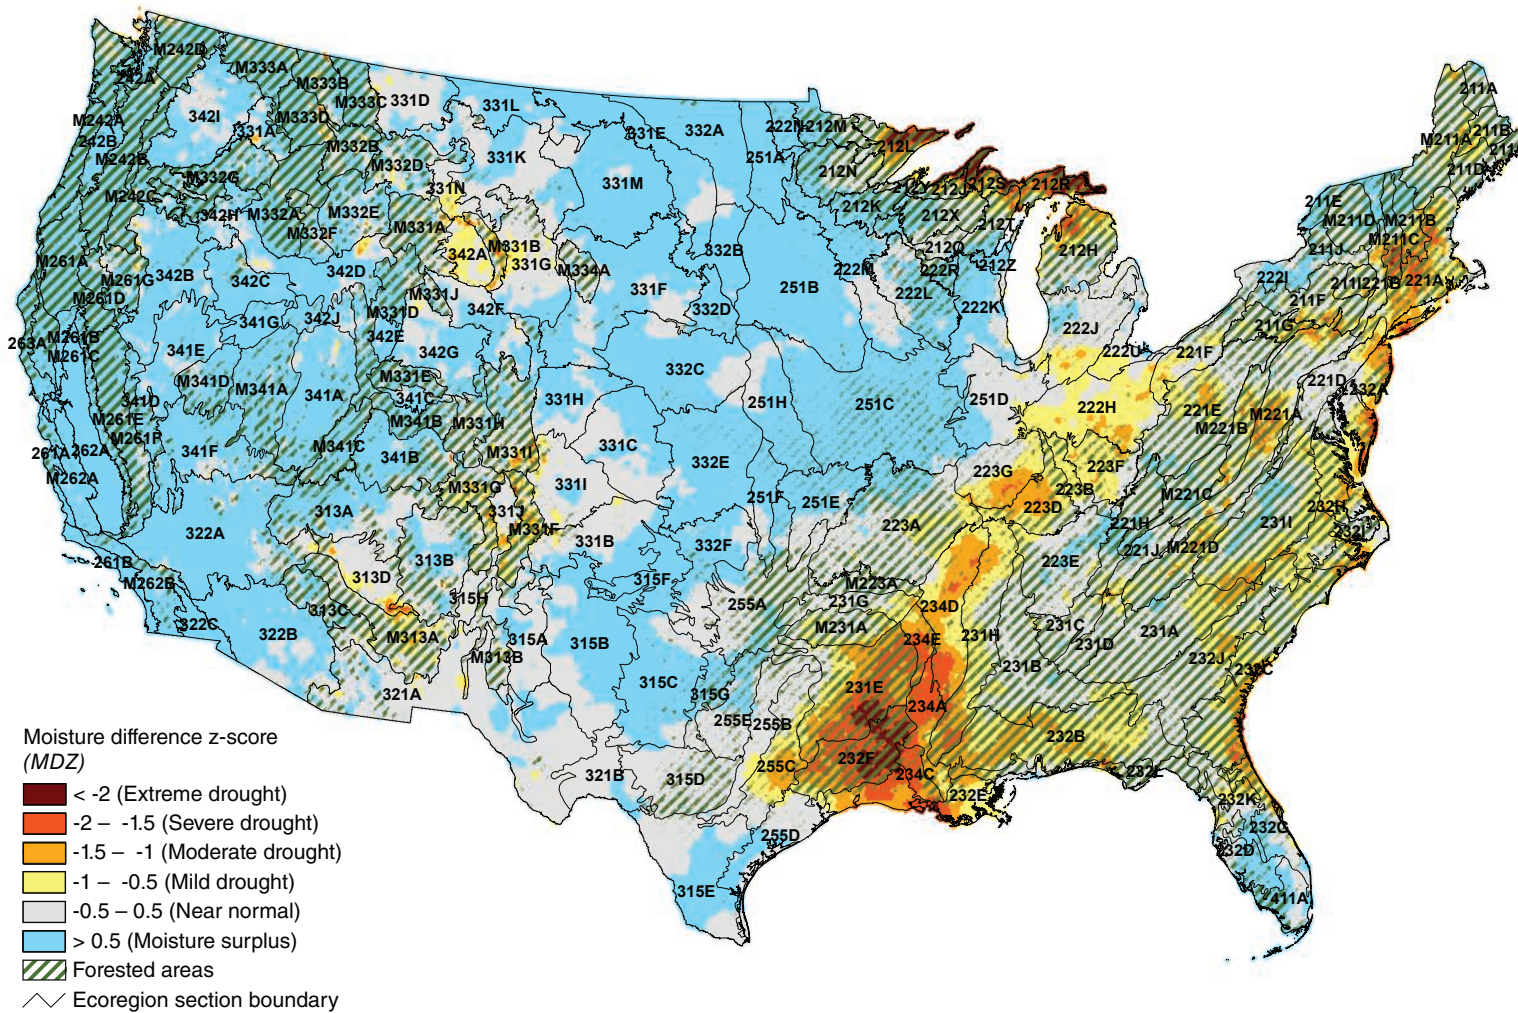 M242D
M333A
242A
M333B
M333C
331D
331L
342I
331A
M333D
M242A
242B
M242B
M332B
M332D
331K
331E
332A
222N
212M
251A
212L
212N
M332G
M242C
342H
M332A
M332E
M332F
M331A
331N
331M
342A
M331B
331G
M334A
332B
212Y
212J
212S
212R
212K
212X
212T
212Q
212Z
212H
222M
222R
222L
222K
222J
222U
211A
M211A
211B
211D
211E
M211D
M211B
M211C
211J
222I
211I
221B
221A
211F
211G
M261A
M261G
M261D
342B
342C
342D
M331J
M331D
342F
331F
332D
251B
341G
342J
342E
342G
263A
M261B
M261C
341E
M341D
M341A
341A
M331E
341C
M341B
M331H
331H
332C
251H
251C
251D
222H
221F
221E
M221B
M221A
221D
232A
341D
M261E
M261F
261A
262A
M262A
341F
M341C
341B
M331I
331C
332E
331I
M331G
331J
M331F
251F
251E
223G
223F
223B
223D
223A
M221C
221H
221J
M221D
231I
232H
232I
322A
313A
313B
331B
332F
223E
261B
M262B
313D
315H
315F
313C
M313A
M313B
315A
315B
255A
M223A
231G
M231A
234D
234E
231H
231C
231D
231B
231A
232J
232C
322C
322B
321A
315C
315G
255E
255B
231E
234A
232B
321B
315D
255C
232F
234C
232E
232L
232K
232G
232D
255D
315E
411A
Moisture difference z-score
(MDZ)
< -2 (Extreme drought)
-2 – -1.5 (Severe drought)
-1.5 – -1 (Moderate drought)
-1 – -0.5 (Mild drought)
-0.5 – 0.5 (Near normal)
> 0.5 (Moisture surplus)
Forested areas
Ecoregion section boundary